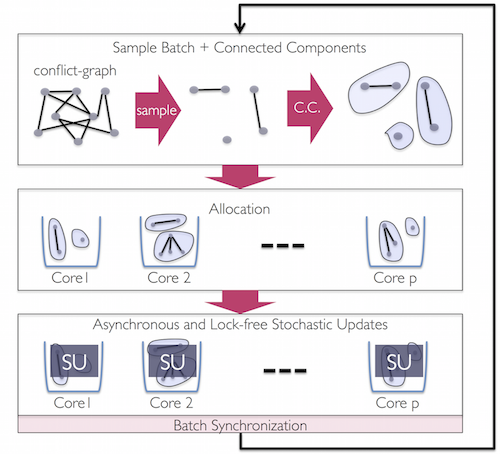 Sample Batch + Connected Components
conflict-graph
sample
C.C.
Allocation
Core1
Core 2
Core p
Asynchronous and Lock-free Stochastic Updates
SU
SU
SU
Core1
Core 2
Core p
Batch Synchronization